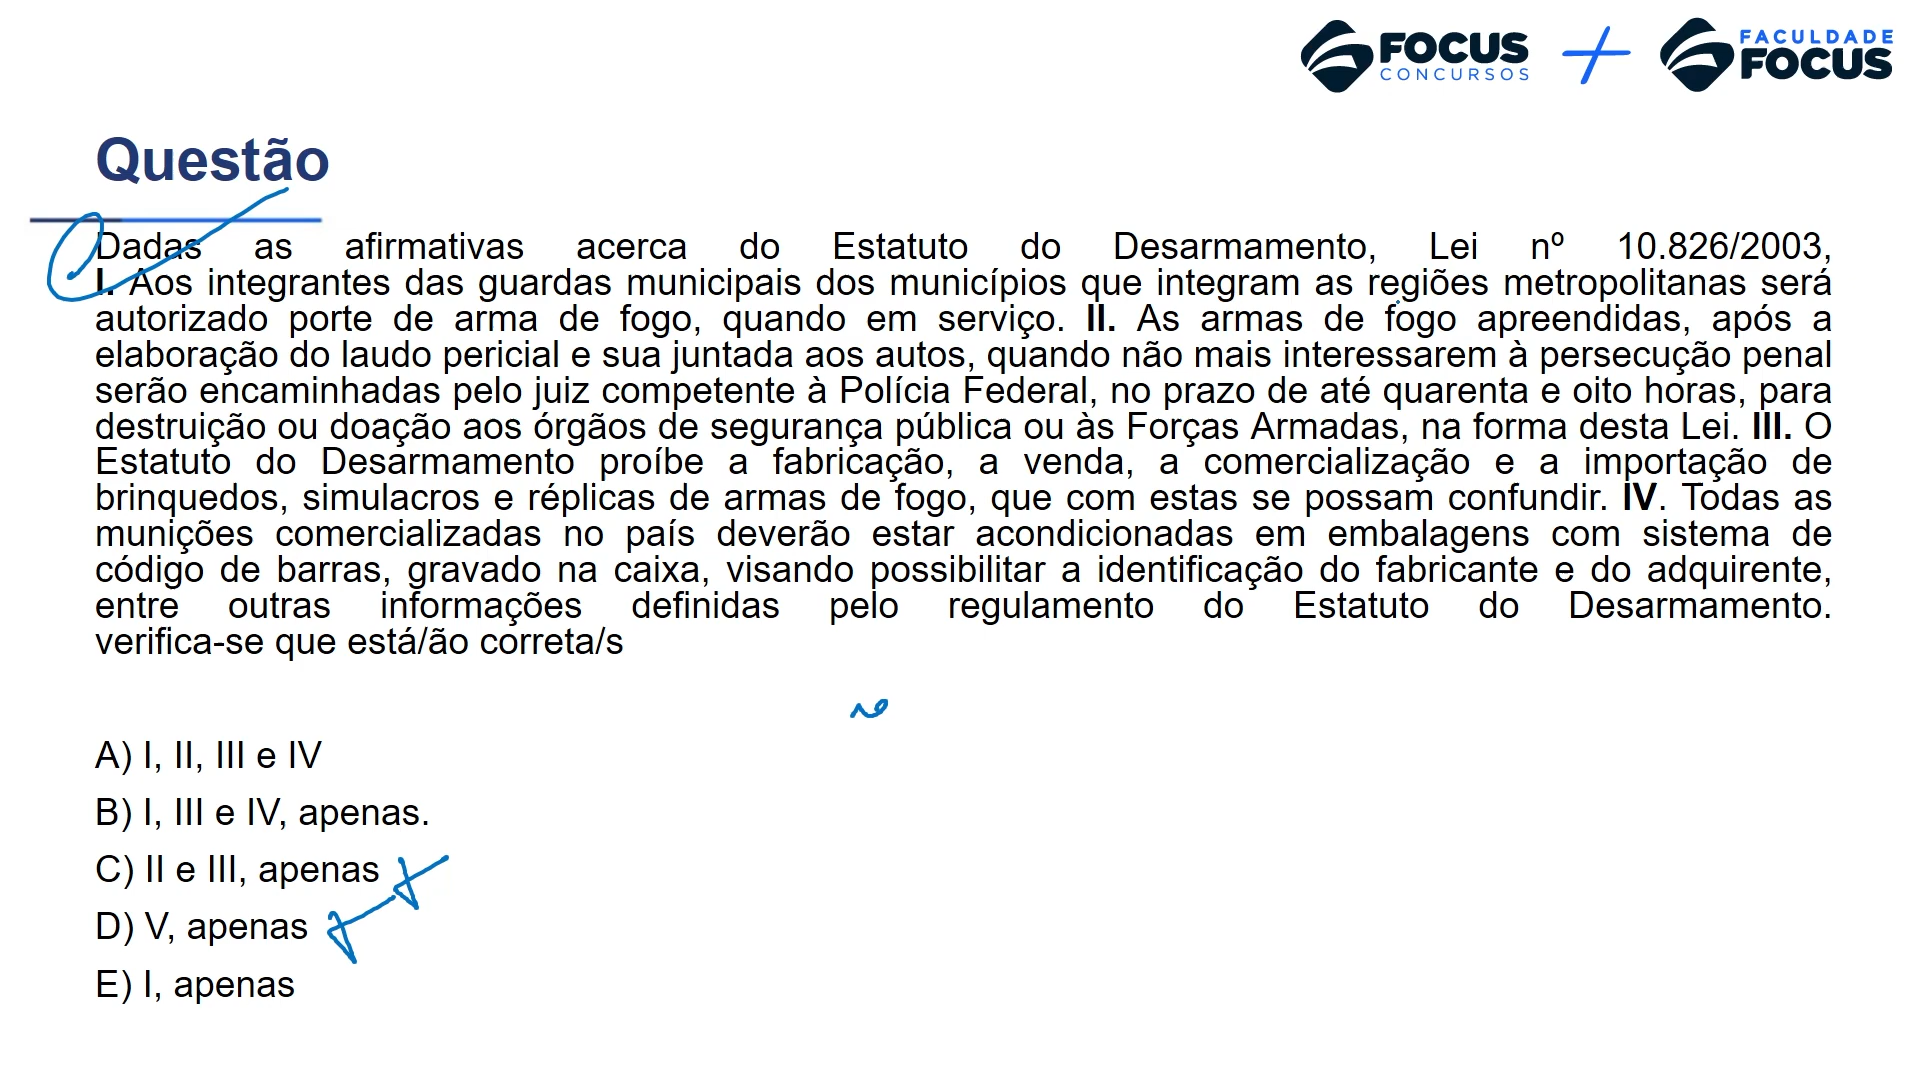 FOCUS
CONCURSOS
FACULDADE
FOCUS
Questão
Dadas as afirmativas acerca do Estatuto do Desarmamento, Lei nº 10.826/2003,
I. Aos integrantes das guardas municipais dos municípios que integram as regiões metropolitanas será
autorizado porte de arma de fogo, quando em serviço. II. As armas de fogo apreendidas, após a
elaboração do laudo pericial e sua juntada aos autos, quando não mais interessarem à persecução penal
serão encaminhadas pelo juiz competente à Polícia Federal, no prazo de até quarenta e oito horas, para
destruição ou doação aos órgãos de segurança pública ou às Forças Armadas, na forma desta Lei. III. O
Estatuto do Desarmamento proíbe a fabricação, a venda, a comercialização e a importação de
brinquedos, simulacros e réplicas de armas de fogo, que com estas se possam confundir. IV. Todas as
munições comercializadas no país deverão estar acondicionadas em embalagens com sistema de
código de barras, gravado na caixa, visando possibilitar a identificação do fabricante e do adquirente,
entre outras informações definidas pelo regulamento do Estatuto do Desarmamento.
verifica-se que está/ão correta/s
A) I, II, III e IV
B) I, III e IV, apenas.
C) II e III, apenas
D) V, apenas
E) I, apenas